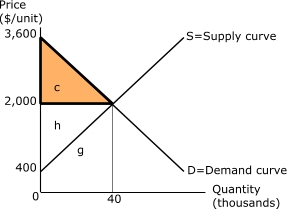 Price
($/unit)
3,600
S=Supply curve
c
2,000
h
g
400
D=Demand curve
0
40
Quantity
(thousands)